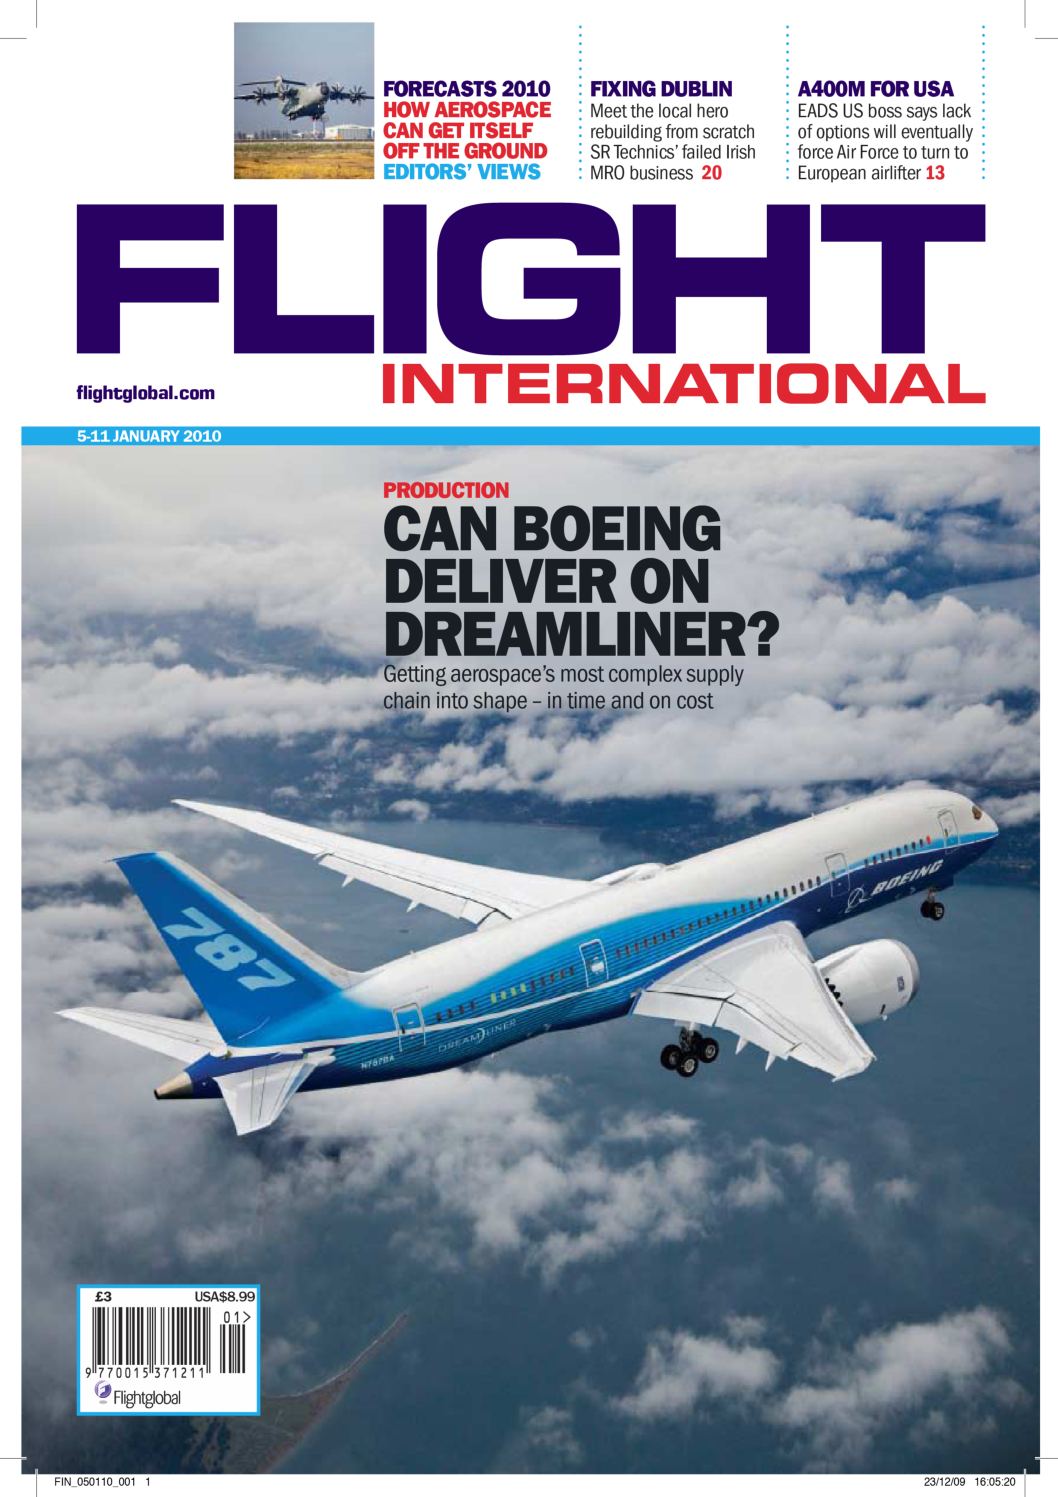 FORECASTS 2010
HOW AEROSPACE
CAN GET ITSELF
OFF THE GROUND
EDITORS’ VIEWS
FIXING DUBLIN
Meet the local hero
rebuilding from scratch
SR Technics’ failed Irish
MRO business 20
A400M FOR USA
EADS US boss says lack
of options will eventually
force Air Force to turn to
European airlifter 13
FLIGHT
INTERNATIONAL
flightglobal.com
5-11 JANUARY 2010
PRODUCTION
CAN BOEING
DELIVER ON
DREAMLINER?
Getting aerospace’s most complex supply
chain into shape – in time and on cost
BOEING
787
DREAMLINER
N787BA
£3 USA$8.99
01>
9 770015 371211
Flightglobal
FIN_050110_001 1 23/12/09 16:05:20